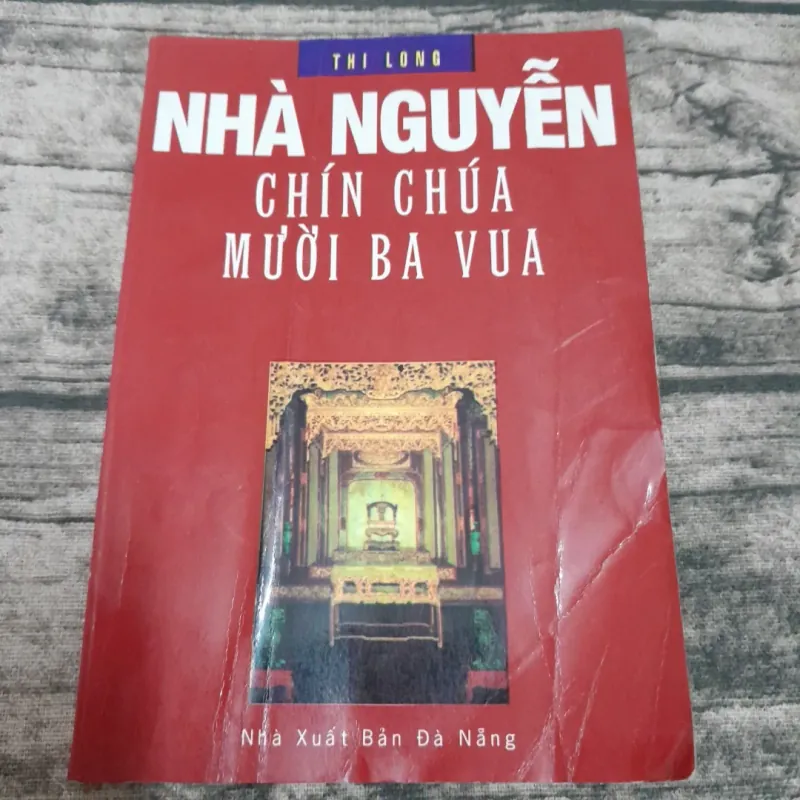 THI LONG
NHÀ NGUYỄN
CHÍN CHÚA
MƯỜI BA VUA
Nhà Xuất Bản Đà Nẵng